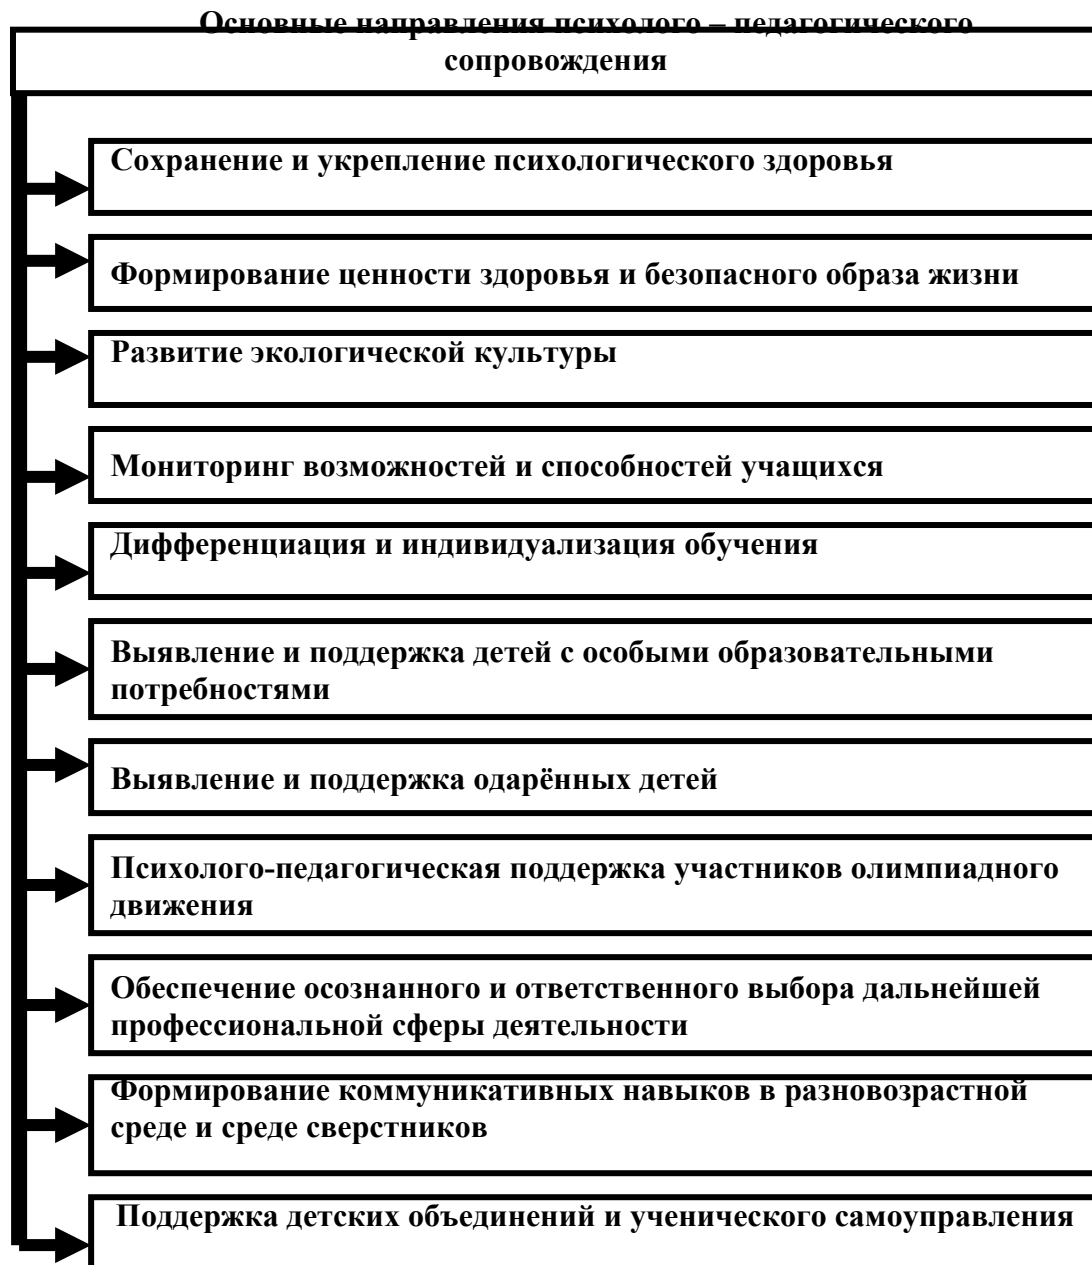 Основные направления психолого – педагогического
сопровождения
Сохранение и укрепление психологического здоровья
Формирование ценности здоровья и безопасного образа жизни
Развитие экологической культуры
Мониторинг возможностей и способностей учащихся
Дифференциация и индивидуализация обучения
Выявление и поддержка детей с особыми образовательными
потребностями
Выявление и поддержка одарённых детей
Психолого-педагогическая поддержка участников олимпиадного
движения
Обеспечение осознанного и ответственного выбора дальнейшей
профессиональной сферы деятельности
Формирование коммуникативных навыков в разновозрастной
среде и среде сверстников
Поддержка детских объединений и ученического самоуправления